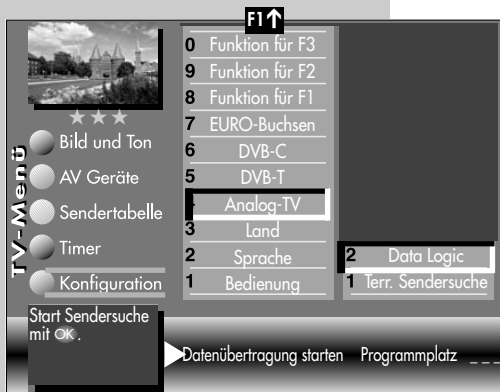 F1↑
0 Funktion für F3
9 Funktion für F2
8 Funktion für F1
7 EURO-Buchsen
6 DVB-C
5 DVB-T
Analog-TV
3 Land
2 Sprache
1 Bedienung
2 Data Logic
1 Terr. Sendersuche
TV-Menü
Bild und Ton
AV Geräte
Sendertabelle
Timer
Konfiguration
Start Sendersuche
mit OK.
Datenübertragung starten Programmplatz _ _ _